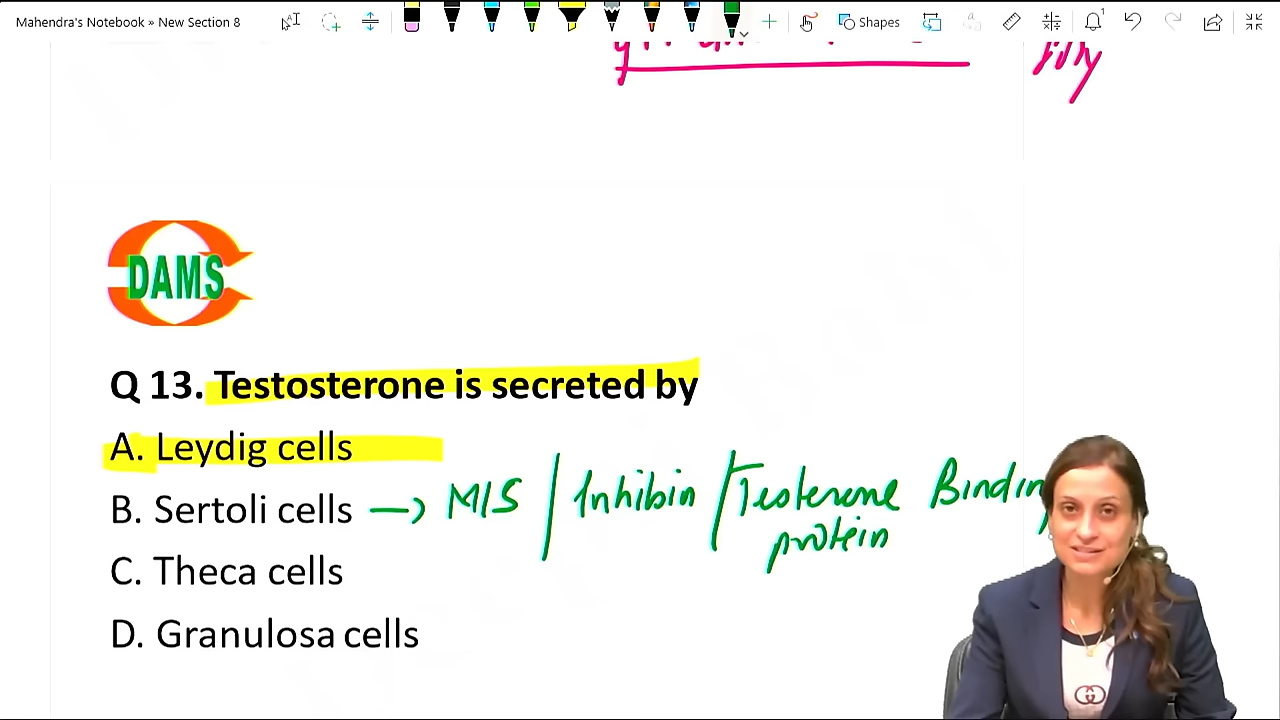 Mahendra's Notebook » New Section 8
Shapes
DAMS
Q 13. Testosterone is secreted by
A. Leydig cells
B. Sertoli cells → MIS / Inhibin / Testerone Bindin
protein
C. Theca cells
D. Granulosa cells